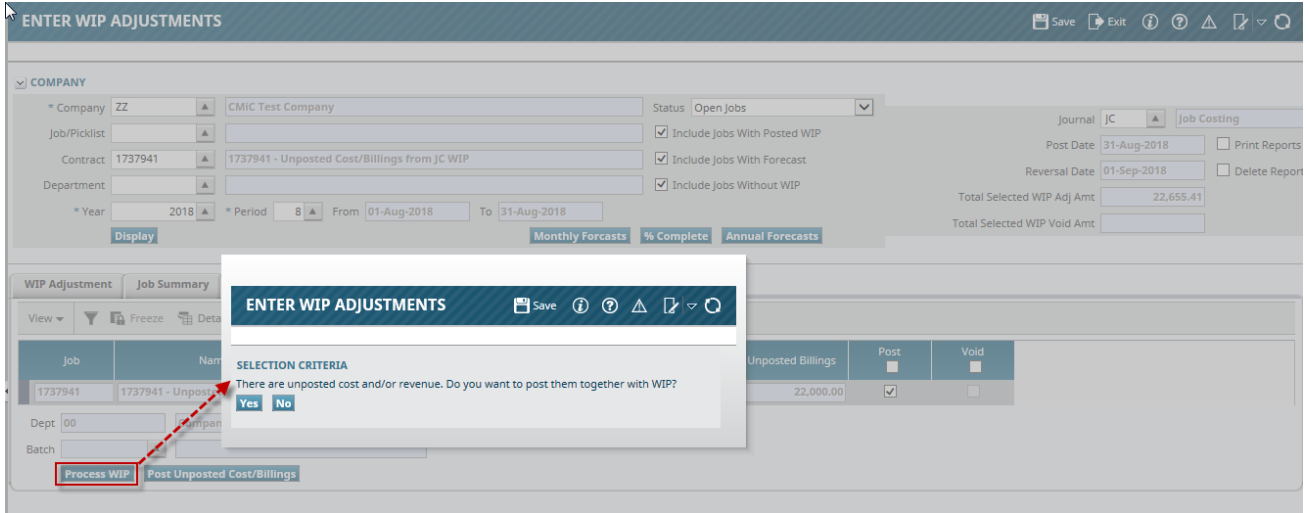 ENTER WIP ADJUSTMENTS Save Exit
COMPANY
* Company ZZ CMiC Test Company Status Open Jobs
Job/Picklist Include Jobs With Posted WIP Journal JC Job Costing
Contract 1737941 1737941 - Unposted Cost/Billings from JC WIP Include Jobs With Forecast Post Date 31-Aug-2018 Print Reports
Department Include Jobs Without WIP Reversal Date 01-Sep-2018 Delete Report
* Year 2018 * Period 8 From 01-Aug-2018 To 31-Aug-2018 Total Selected WIP Adj Amt 22,655.41
Total Selected WIP Void Amt
Display Monthly Forcasts % Complete Annual Forecasts
WIP Adjustment Job Summary
View Freeze Deta
Job Nam Unposted Billings Post Void
1737941 1737941 - Unposte 22,000.00
Dept 00 Compan
Batch
Process WIP Post Unposted Cost/Billings
ENTER WIP ADJUSTMENTS Save
SELECTION CRITERIA
There are unposted cost and/or revenue. Do you want to post them together with WIP?
Yes No